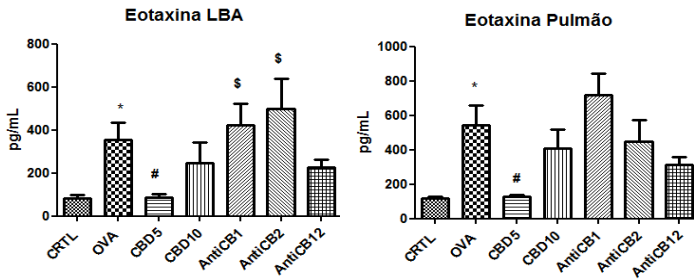 Eotaxina LBA
800
600
400
200
0
pg/mL
*
#
$
$
CRTL
OVA
CBD5
CBD10
AntiCB1
AntiCB2
AntiCB12
Eotaxina Pulmão
1000
800
600
400
200
0
pg/mL
*
#
CRTL
OVA
CBD5
CBD10
AntiCB1
AntiCB2
AntiCB12